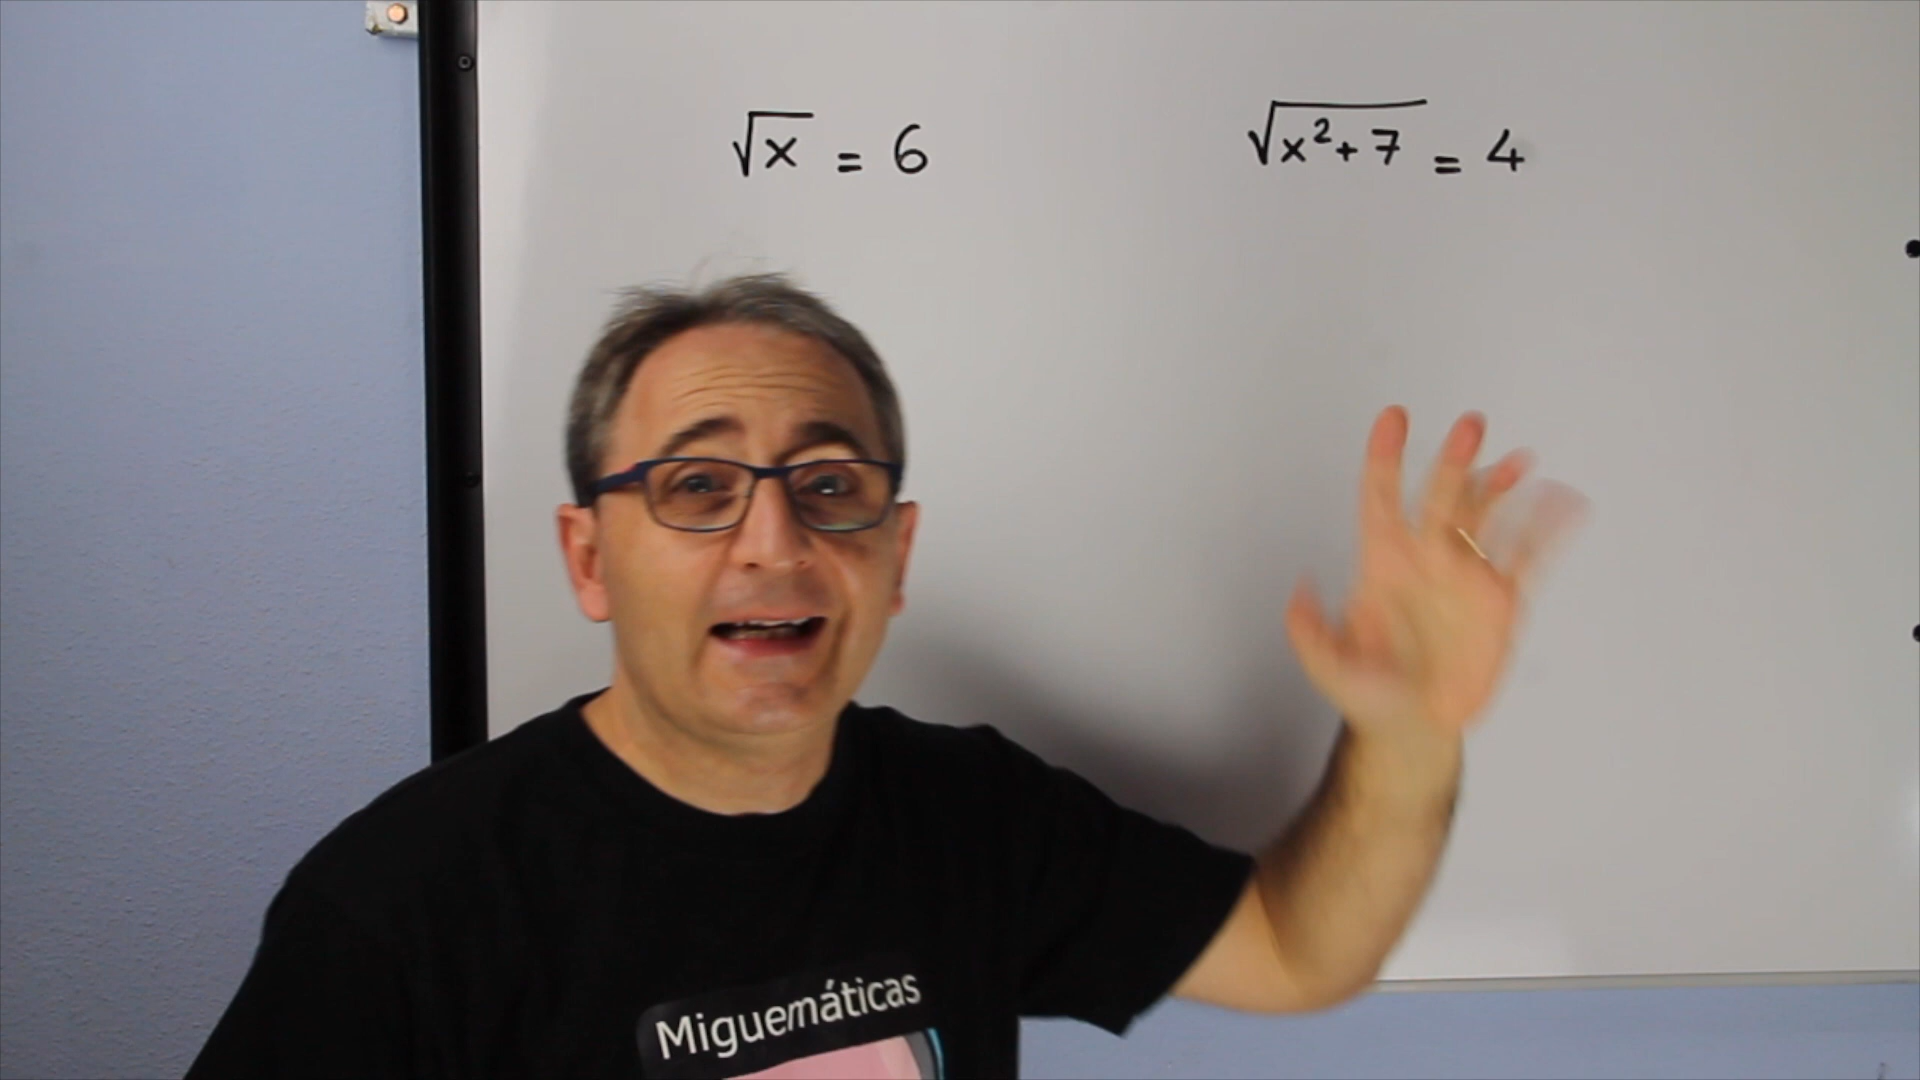 √x = 6
√(x²+7) = 4
Miguemáticas